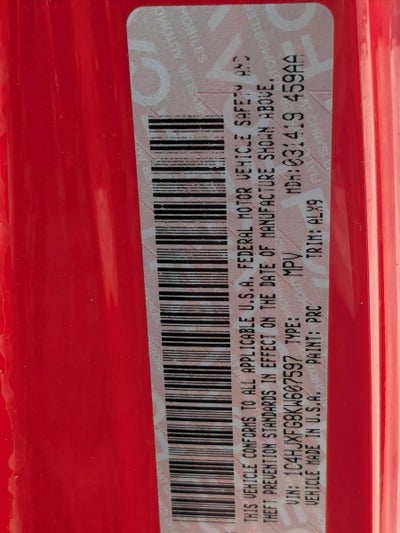 THIS VEHICLE CONFORMS TO ALL APPLICABLE U.S.A. FEDERAL MOTOR VEHICLE SAFETY AND
THEFT PREVENTION STANDARDS IN EFFECT ON THE DATE OF MANUFACTURE SHOWN ABOVE.
VIN: 1C4HJXFG8KW607597 TYPE: MPV MDH: 031419 459AA
VEHICLE MADE IN U.S.A. PAINT: PRC TRIM: ALX9